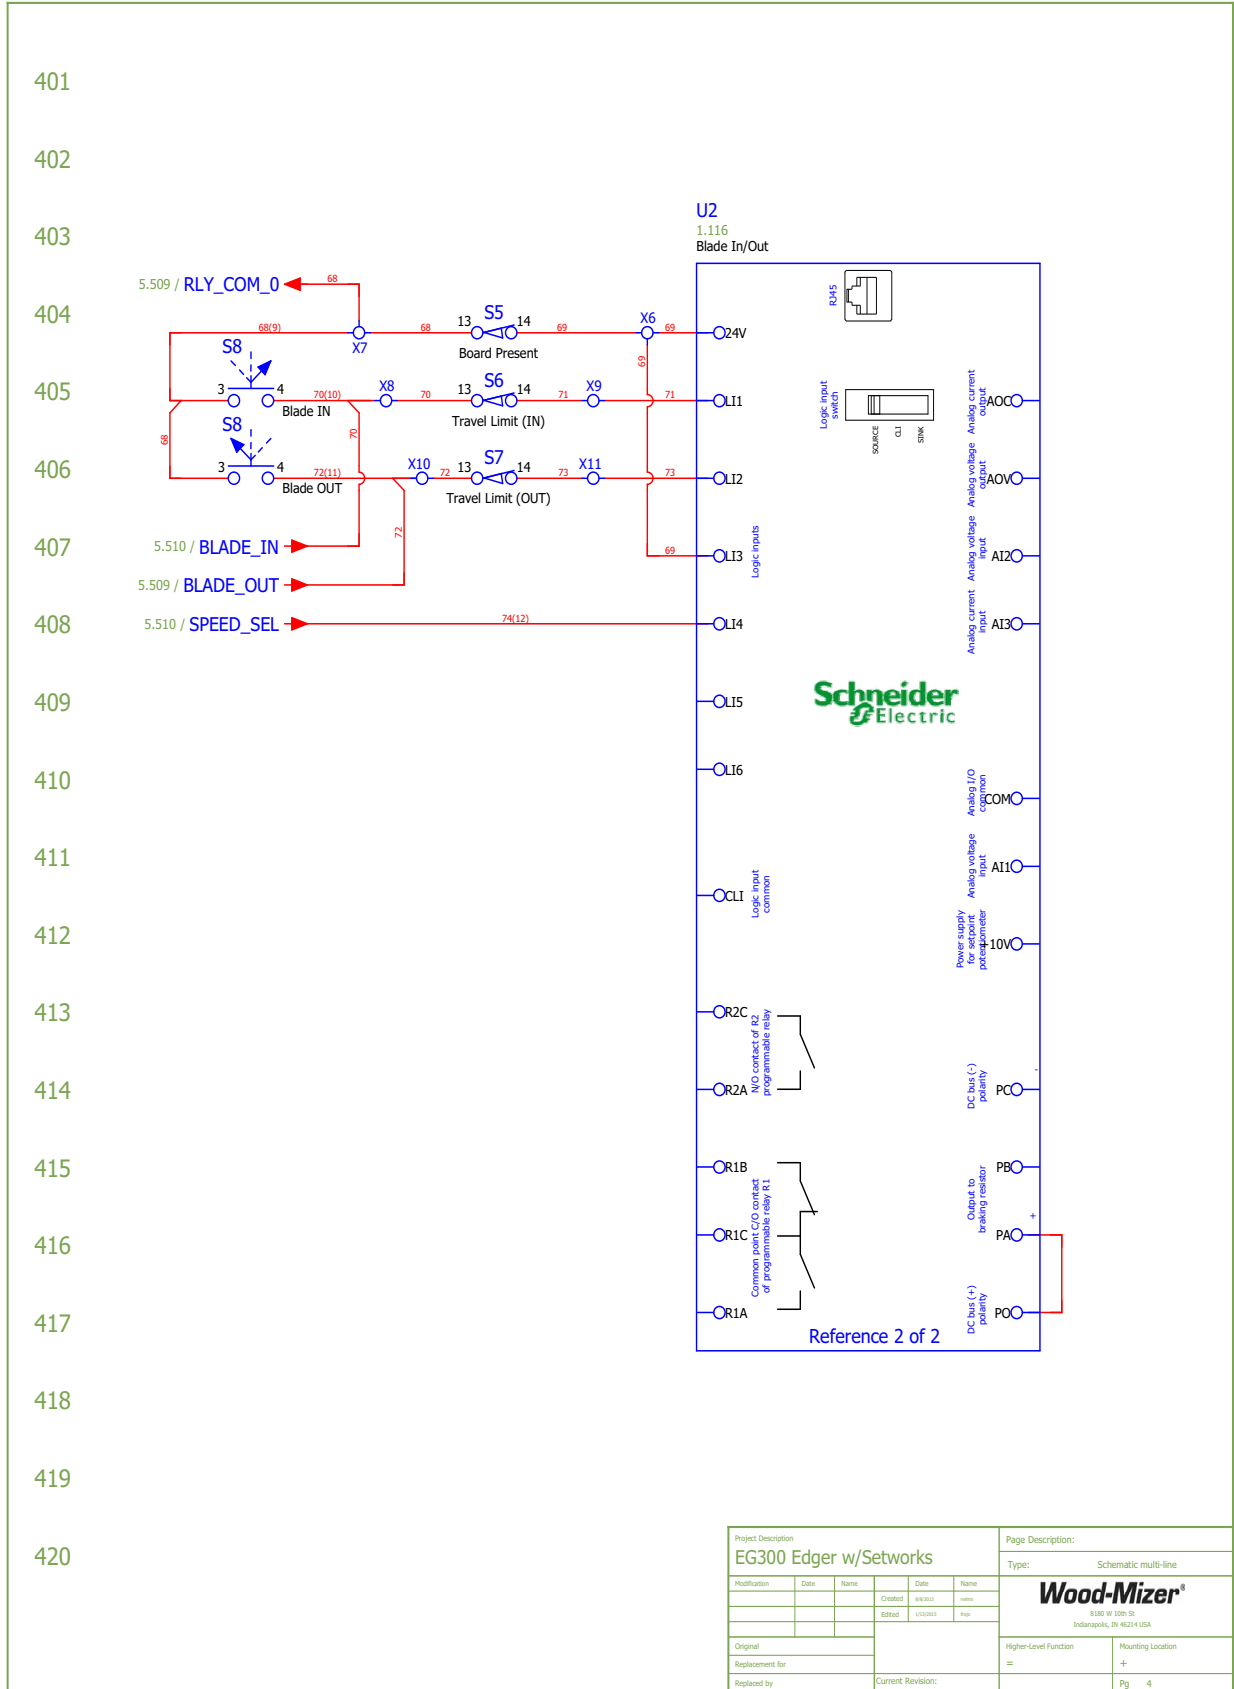 401
402
403
404
405
406
407
408
409
410
411
412
413
414
415
416
417
418
419
420
U2
1.116
Blade In/Out
5.509 / RLY_COM_0
68
68(9)
X7
68
13 S5 14
Board Present
69
X6
69
69
24V
S8
3 4
Blade IN
70(10)
X8
70
13 S6 14
Travel Limit (IN)
71
X9
71
LI1
70
68
S8
3 4
Blade OUT
72(11)
X10
72
13 S7 14
Travel Limit (OUT)
73
X11
73
LI2
72
5.510 / BLADE_IN
69
LI3
Logic inputs
5.509 / BLADE_OUT
5.510 / SPEED_SEL
74(12)
LI4
LI5
LI6
CLI
Logic input
common
R2C
R2A
N/O contact of R2
programmable relay
R1B
R1C
R1A
Common point C/O contact
of programmable relay R1
RJ45
Logic input
switch
SOURCE
CLI
SINK
Analog current
output
AOC
Analog voltage
output
AOV
Analog voltage
input
AI2
Analog current
input
AI3
Schneider
Electric
Analog I/O
common
COM
Analog voltage
input
AI1
Power supply
for setpoint
potentiometer
+10V
DC bus (-)
polarity
-
PC
PB
Output to
braking resistor
+
PA
DC bus (+)
polarity
PO
Reference 2 of 2
Project Description
EG300 Edger w/Setworks
Page Description:
Type: Schematic multi-line
Modification Date Name Date Name
Created
Edited
Wood-Mizer®
8180 W 10th St
Indianapolis, IN 46214 USA
Original
Replacement for
Replaced by
Current Revision:
Higher-Level Function
=
Mounting Location
+
Pg 4